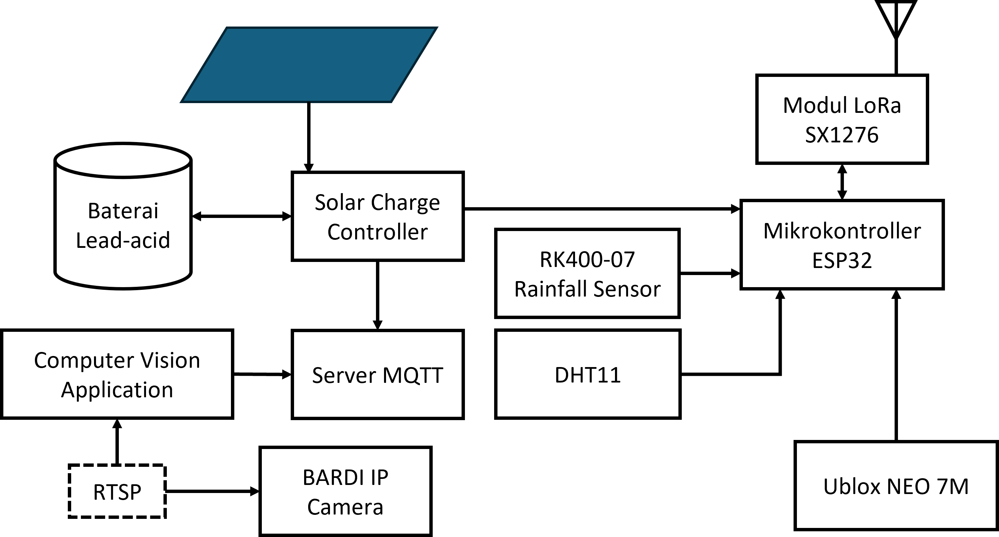 Modul LoRa
SX1276
Baterai
Lead-acid
Solar Charge
Controller
Mikrokontroller
ESP32
RK400-07
Rainfall Sensor
Computer Vision
Application
Server MQTT
DHT11
RTSP
BARDI IP
Camera
Ublox NEO 7M